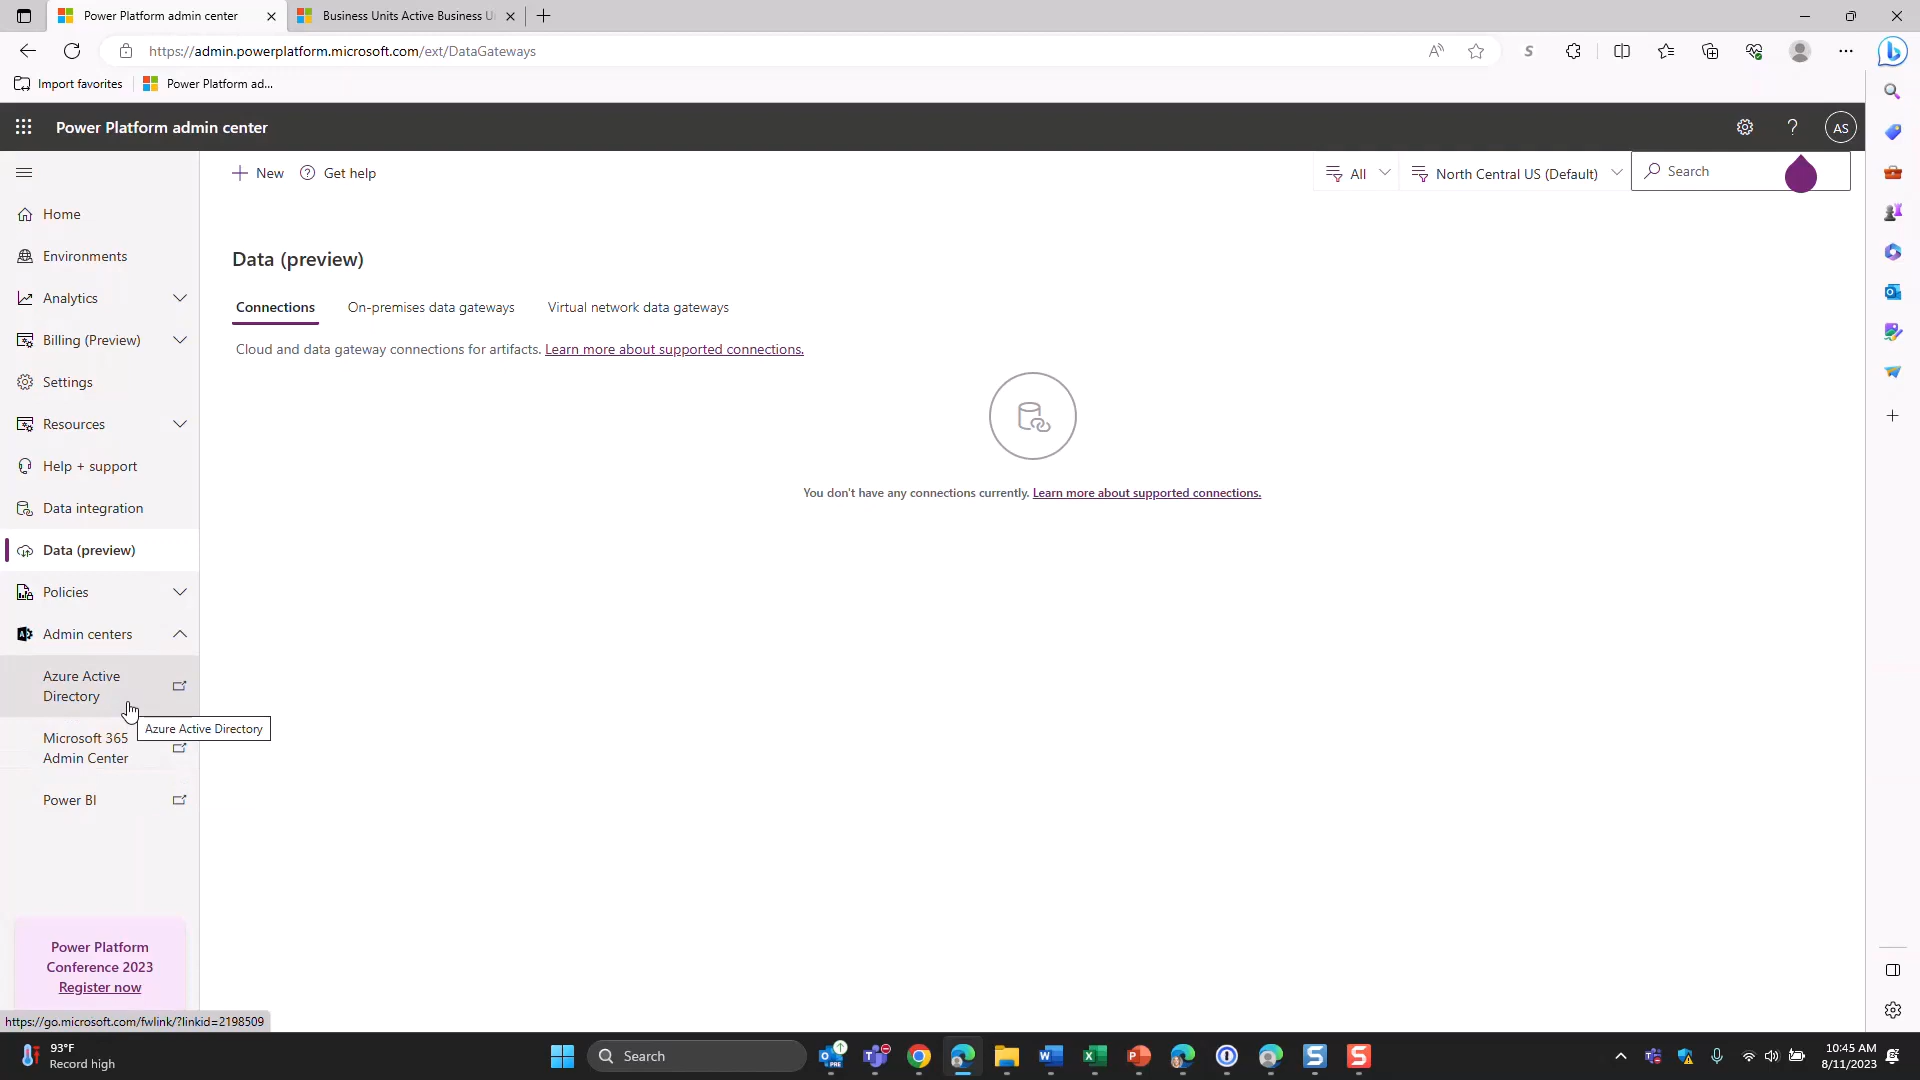 Power Platform admin center
Business Units Active Business U
https://admin.powerplatform.microsoft.com/ext/DataGateways
Import favorites
Power Platform ad...
Power Platform admin center
AS
New
Get help
All
North Central US (Default)
Search
Home
Environments
Analytics
Billing (Preview)
Settings
Resources
Help + support
Data integration
Data (preview)
Policies
Admin centers
Azure Active
Directory
Azure Active Directory
Microsoft 365
Admin Center
Power BI
Power Platform
Conference 2023
Register now
https://go.microsoft.com/fwlink/?linkid=2198509
Data (preview)
Connections
On-premises data gateways
Virtual network data gateways
Cloud and data gateway connections for artifacts. Learn more about supported connections.
You don't have any connections currently. Learn more about supported connections.
93°F
Record high
Search
10:45 AM
8/11/2023